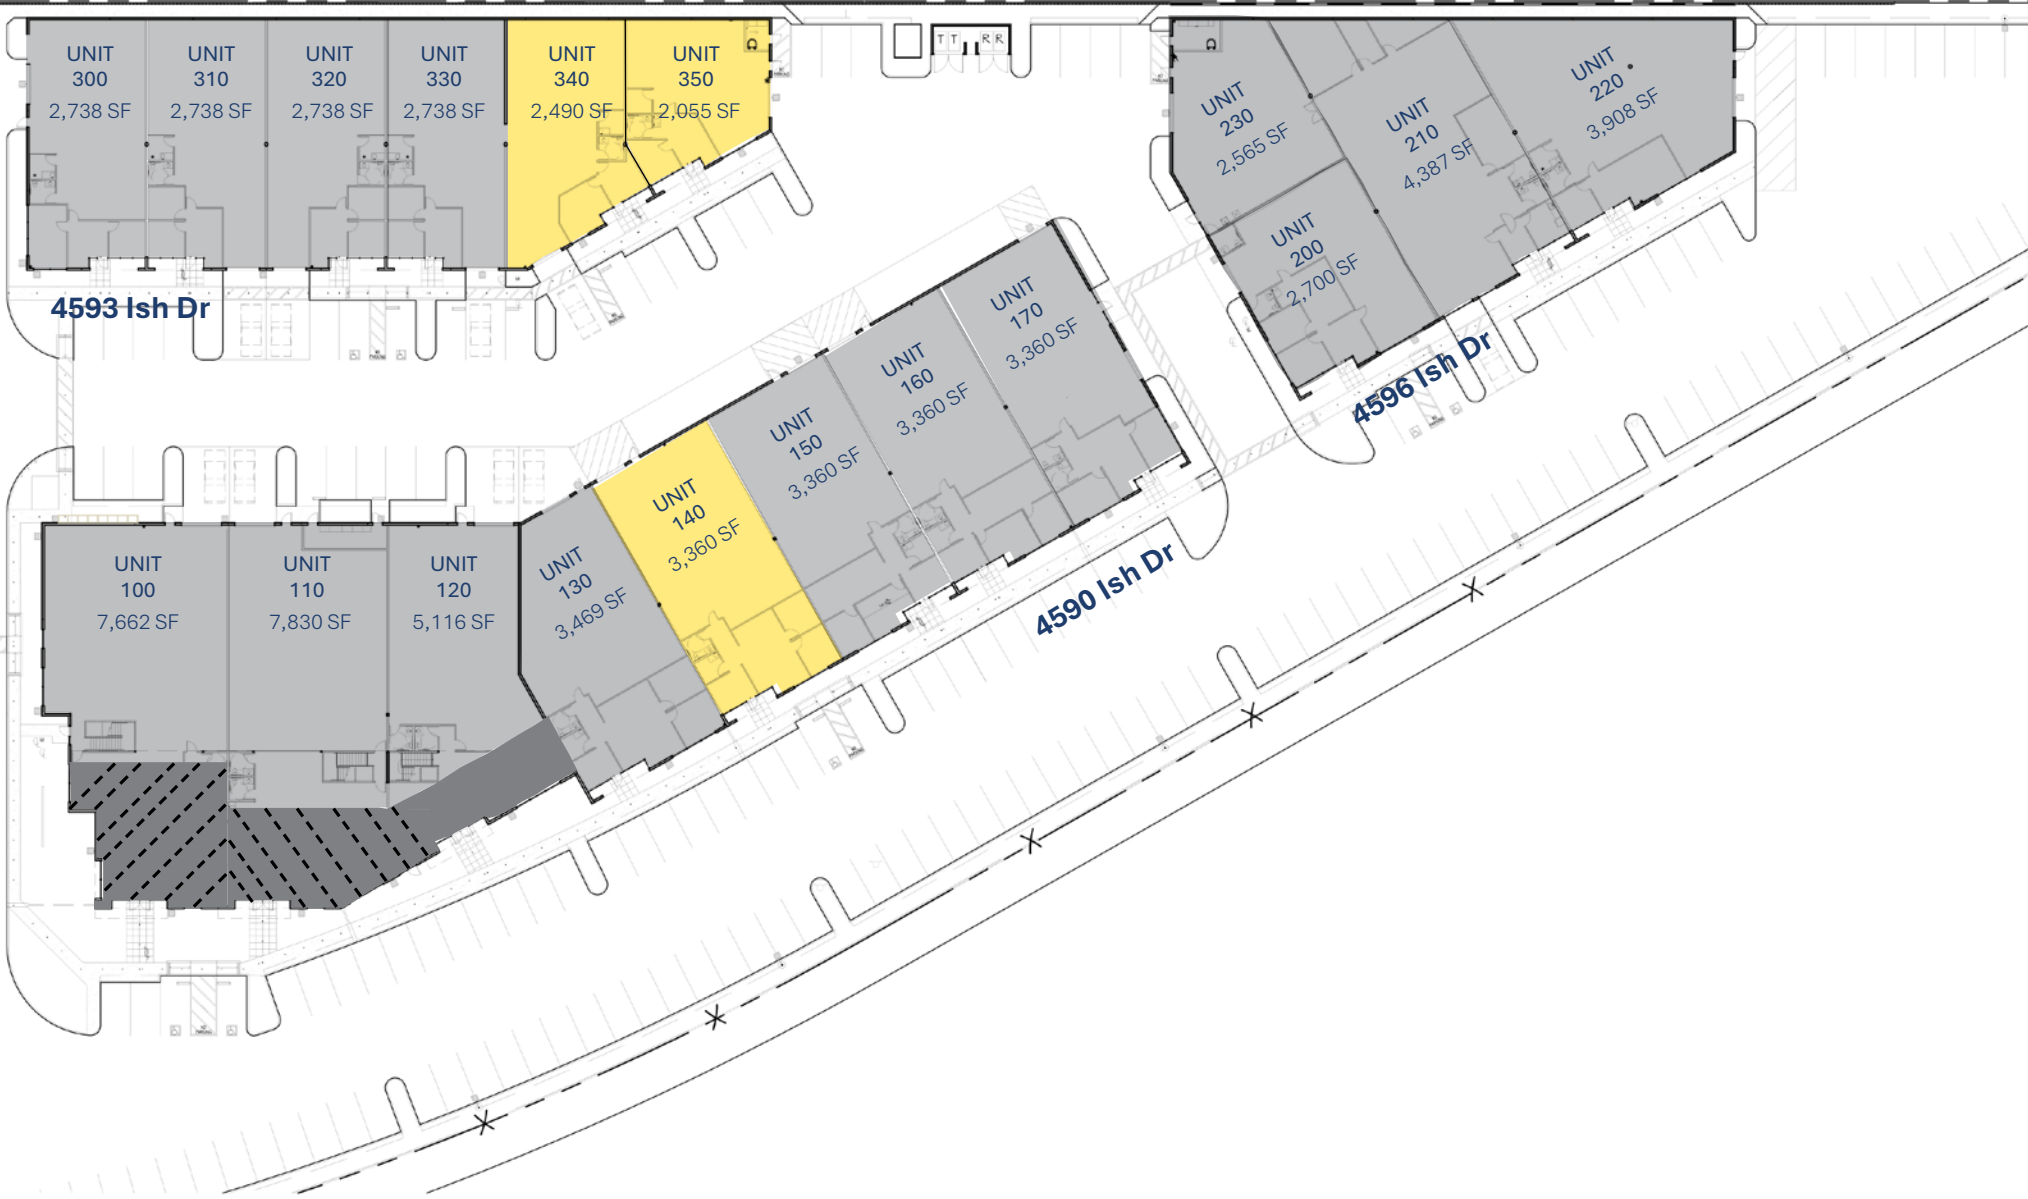 UNIT
300
2,738 SF
UNIT
310
2,738 SF
UNIT
320
2,738 SF
UNIT
330
2,738 SF
UNIT
340
2,490 SF
UNIT
350
2,055 SF
T T
R R
UNIT
230
2,565 SF
UNIT
210
4,387 SF
UNIT
220
3,908 SF
UNIT
200
2,700 SF
4593 Ish Dr
4596 Ish Dr
UNIT
170
3,360 SF
UNIT
160
3,360 SF
UNIT
150
3,360 SF
UNIT
140
3,360 SF
UNIT
130
3,469 SF
UNIT
100
7,662 SF
UNIT
110
7,830 SF
UNIT
120
5,116 SF
4590 Ish Dr